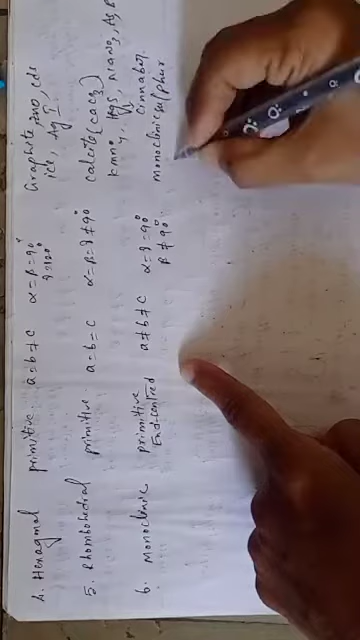 4. Hexagonal primitive. a=b≠c α=β=90° γ=120° Graphite, ZnO, CdS
ice, AgI,
5. Rhombohedral primitive. a=b=c α=β=γ≠90° calcite (CaCO3)
HgS, NaNO3,
Cinnabar.
6. Monoclinic primitive a≠b≠c α=γ=90° monoclinic sulphur
End-centred β≠90°